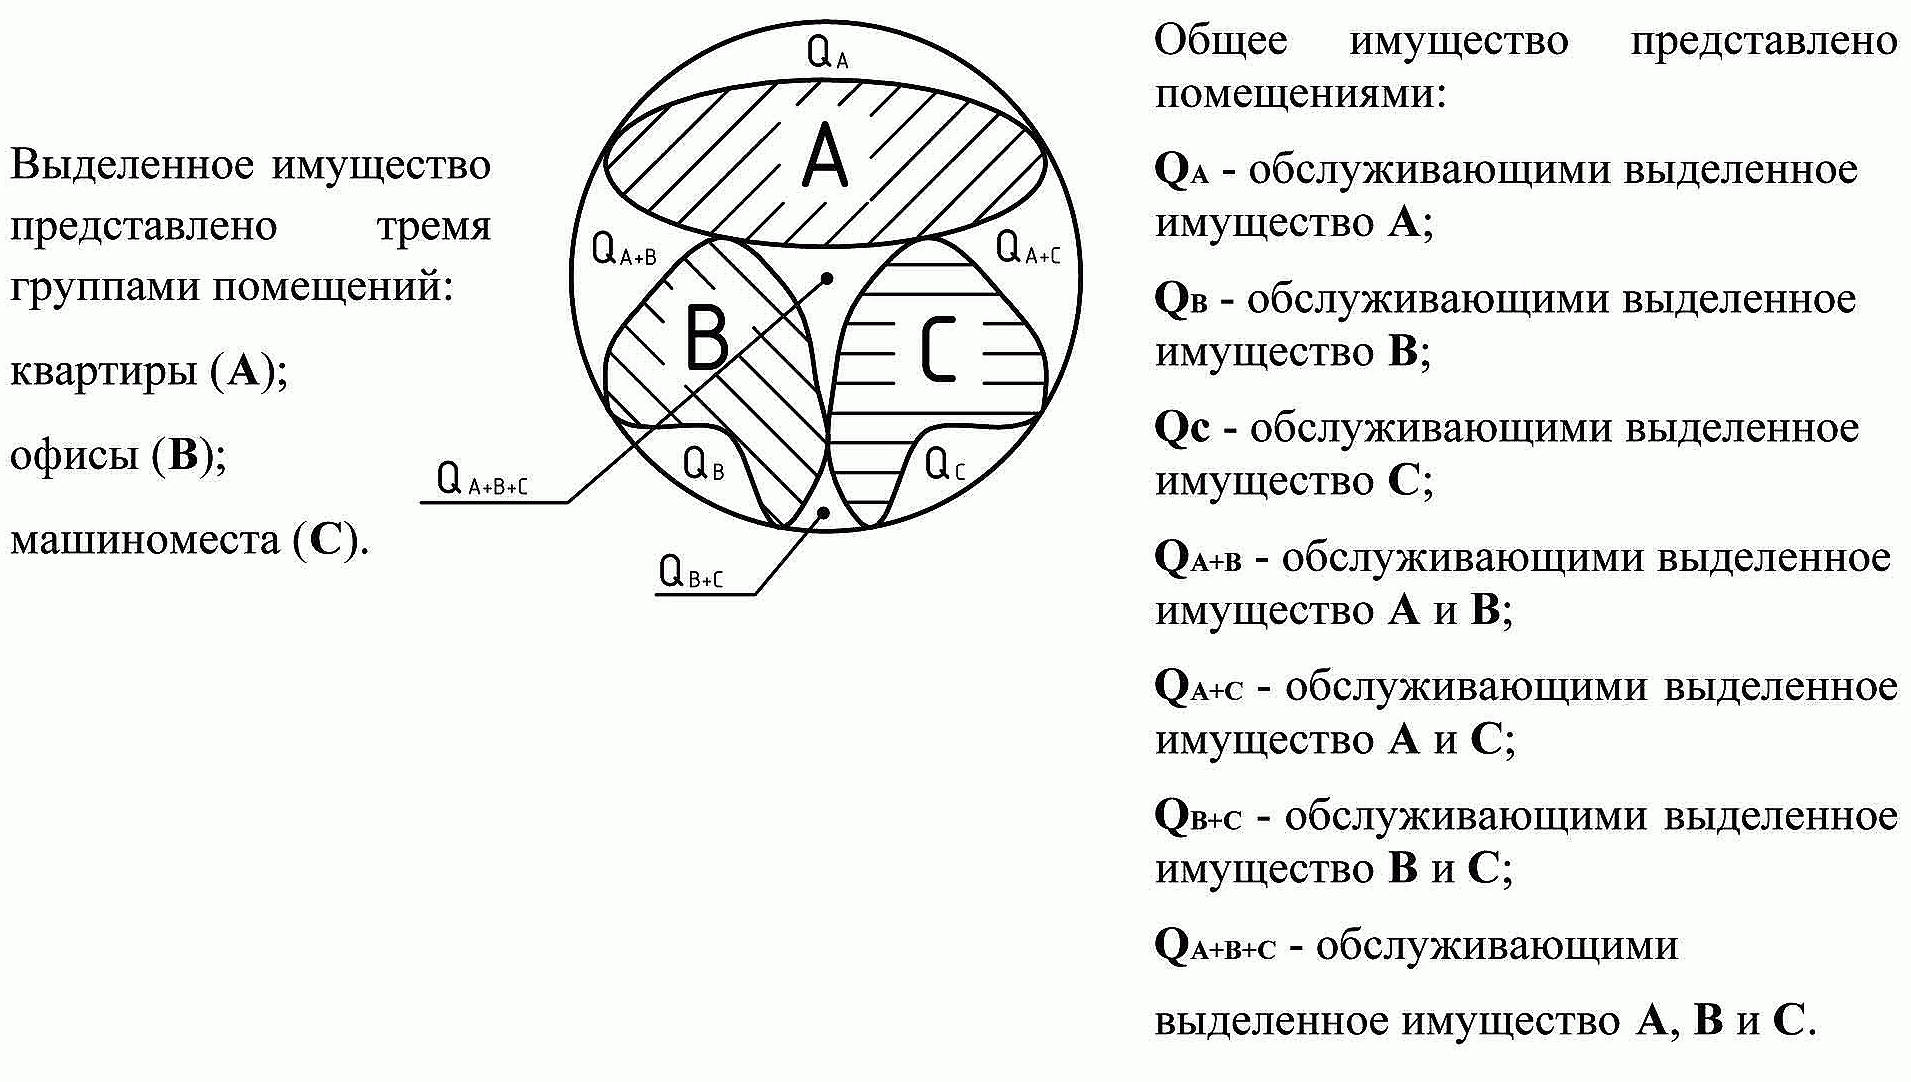 Выделенное имущество
представлено тремя
группами помещений:
квартиры (А);
офисы (В);
машиноместа (С).
QA
A
QA+B
QA+C
B
C
QB
QC
QA+B+C
QB+C
Общее имущество представлено
помещениями:
QA - обслуживающими выделенное
имущество А;
QB - обслуживающими выделенное
имущество В;
Qс - обслуживающими выделенное
имущество С;
QA+B - обслуживающими выделенное
имущество А и В;
QA+C - обслуживающими выделенное
имущество А и С;
QB+C - обслуживающими выделенное
имущество В и С;
QA+B+C - обслуживающими
выделенное имущество А, В и С.